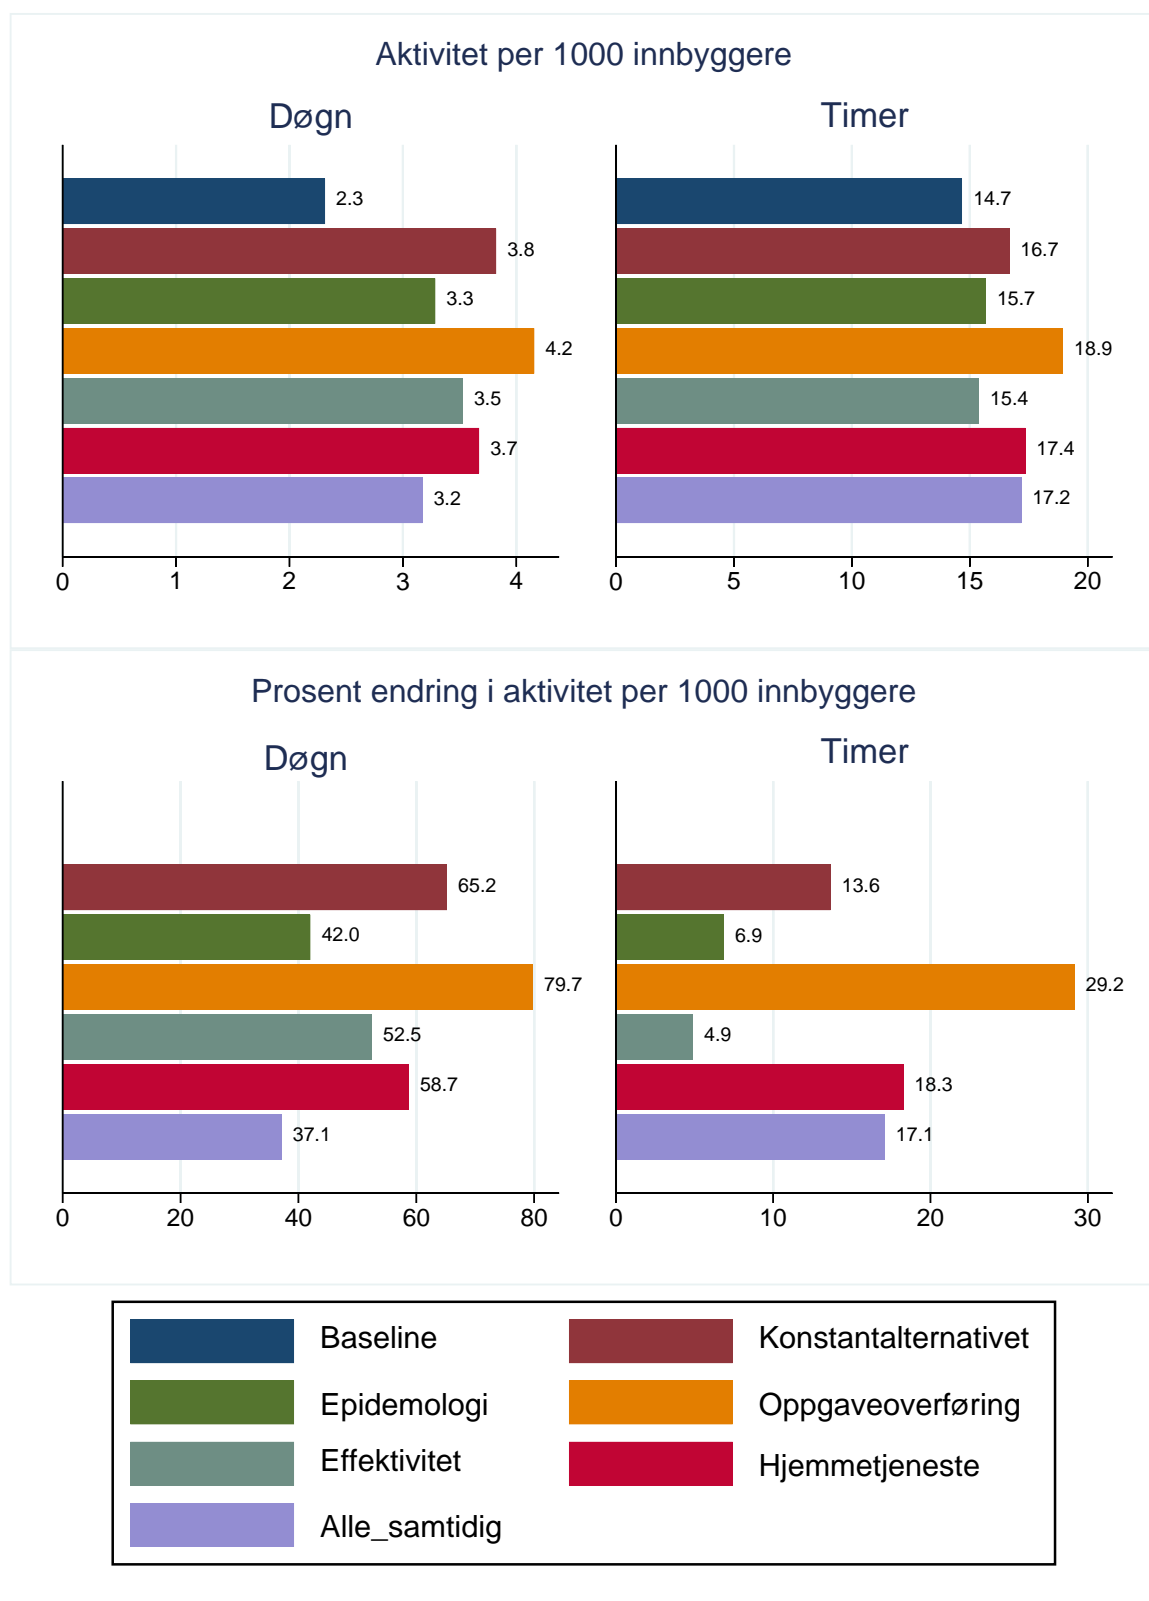 Aktivitet per 1000 innbyggere
Døgn
2.3
3.8
3.3
4.2
3.5
3.7
3.2
0 1 2 3 4
Timer
14.7
16.7
15.7
18.9
15.4
17.4
17.2
0 5 10 15 20
Prosent endring i aktivitet per 1000 innbyggere
Døgn
65.2
42.0
79.7
52.5
58.7
37.1
0 20 40 60 80
Timer
13.6
6.9
29.2
4.9
18.3
17.1
0 10 20 30
Baseline Konstantalternativet
Epidemologi Oppgaveoverføring
Effektivitet Hjemmetjeneste
Alle_samtidig